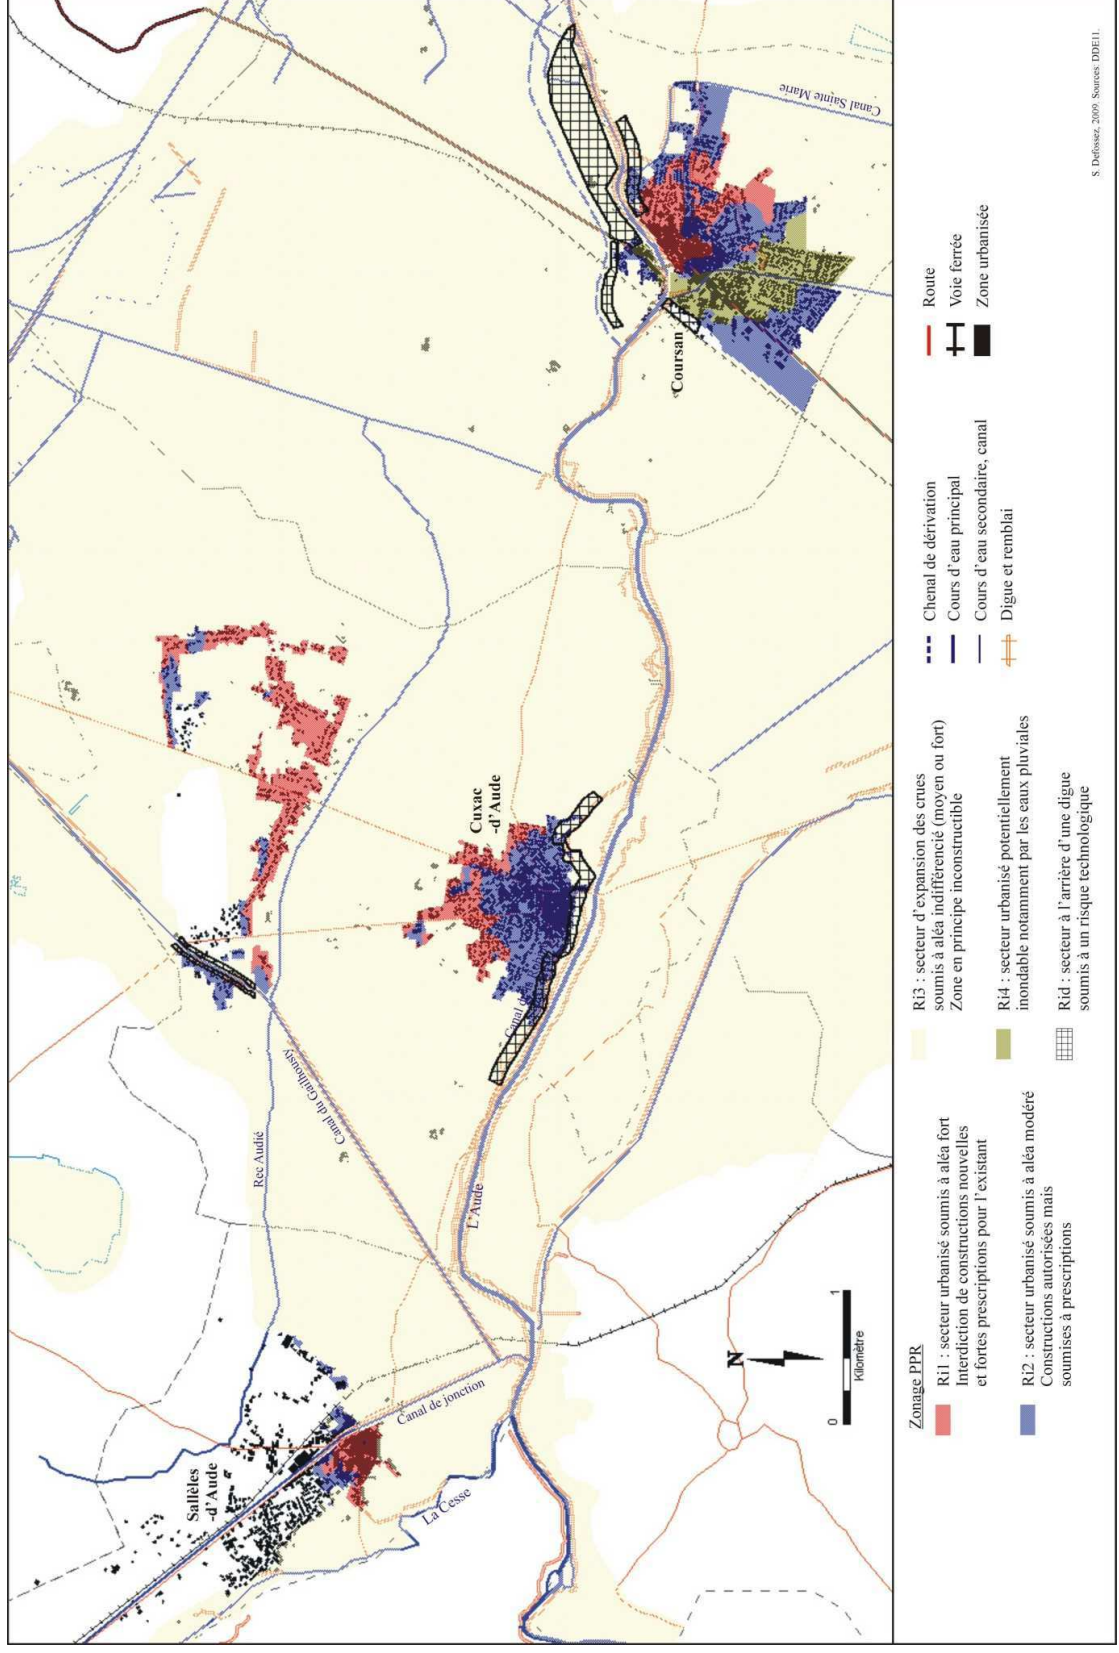 Sallèles
-d'Aude
La Cesse
Canal de jonction
Rec Audié
Canal du Gailhousty
L'Aude
Canal
Cuxac
-d'Aude
Coursan
Canal Sainte Marie
N
0
1
Kilomètre
Zonage PPR
Ri1 : secteur urbanisé soumis à aléa fort
Interdiction de constructions nouvelles
et fortes prescriptions pour l'existant
Ri2 : secteur urbanisé soumis à aléa modéré
Constructions autorisées mais
soumises à prescriptions
Ri3 : secteur d'expansion des crues
soumis à aléa indifférencié (moyen ou fort)
Zone en principe inconstructible
Ri4 : secteur urbanisé potentiellement
inondable notamment par les eaux pluviales
Rid : secteur à l'arrière d'une digue
soumis à un risque technologique
Chenal de dérivation
Cours d'eau principal
Cours d'eau secondaire, canal
Digue et remblai
Route
Voie ferrée
Zone urbanisée
S. Defossez, 2009. Sources: DDE11.